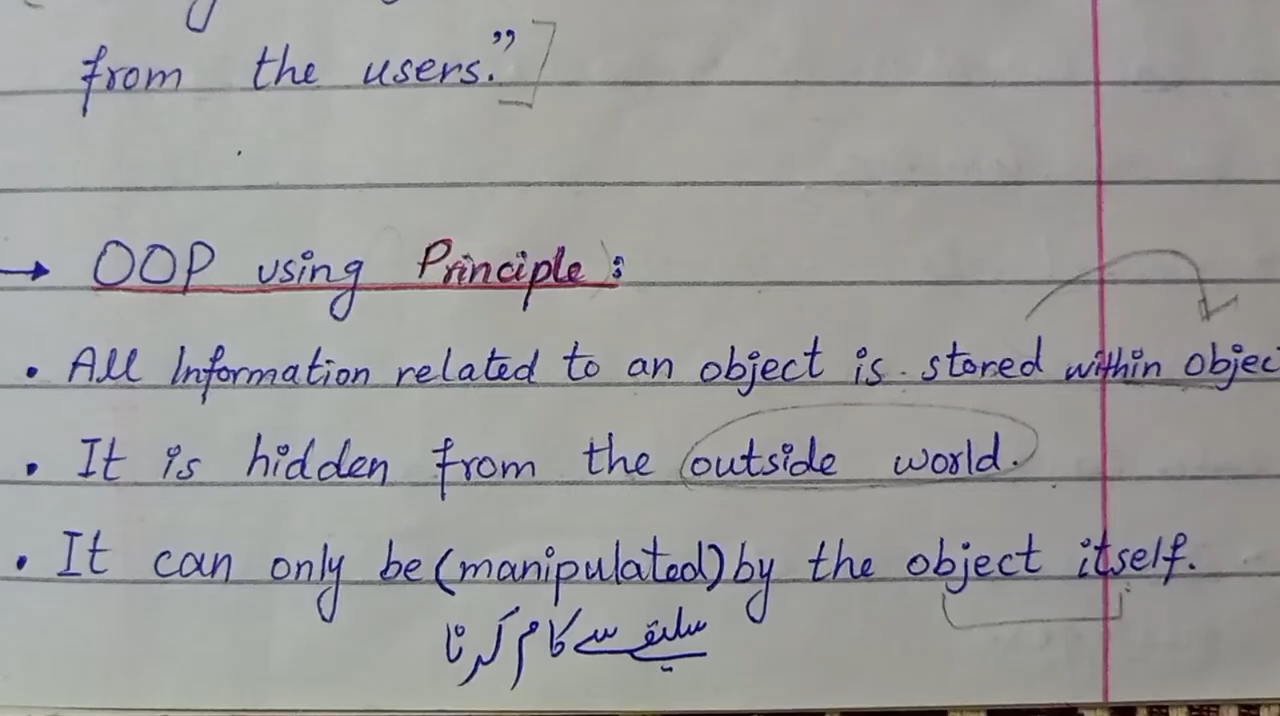 from the users.”]
→ OOP using Principle:
• All Information related to an object is stored within objec
• It is hidden from the outside world.
• It can only be (manipulated) by the object itself.
سلیقے سے کام کرنا